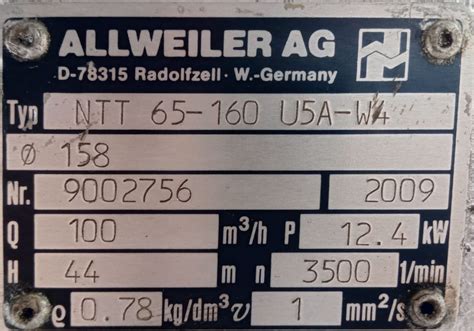 ALLWEILER AG
D-78315 Radolfzell · W.-Germany
Typ NTT 65-160 U5A-W4
Ø 158
Nr. 9002756 2009
Q 100 m³/h P 12.4 kW
H 44 m n 3500 1/min
ϱ 0.78 kg/dm³ ν 1 mm²/s